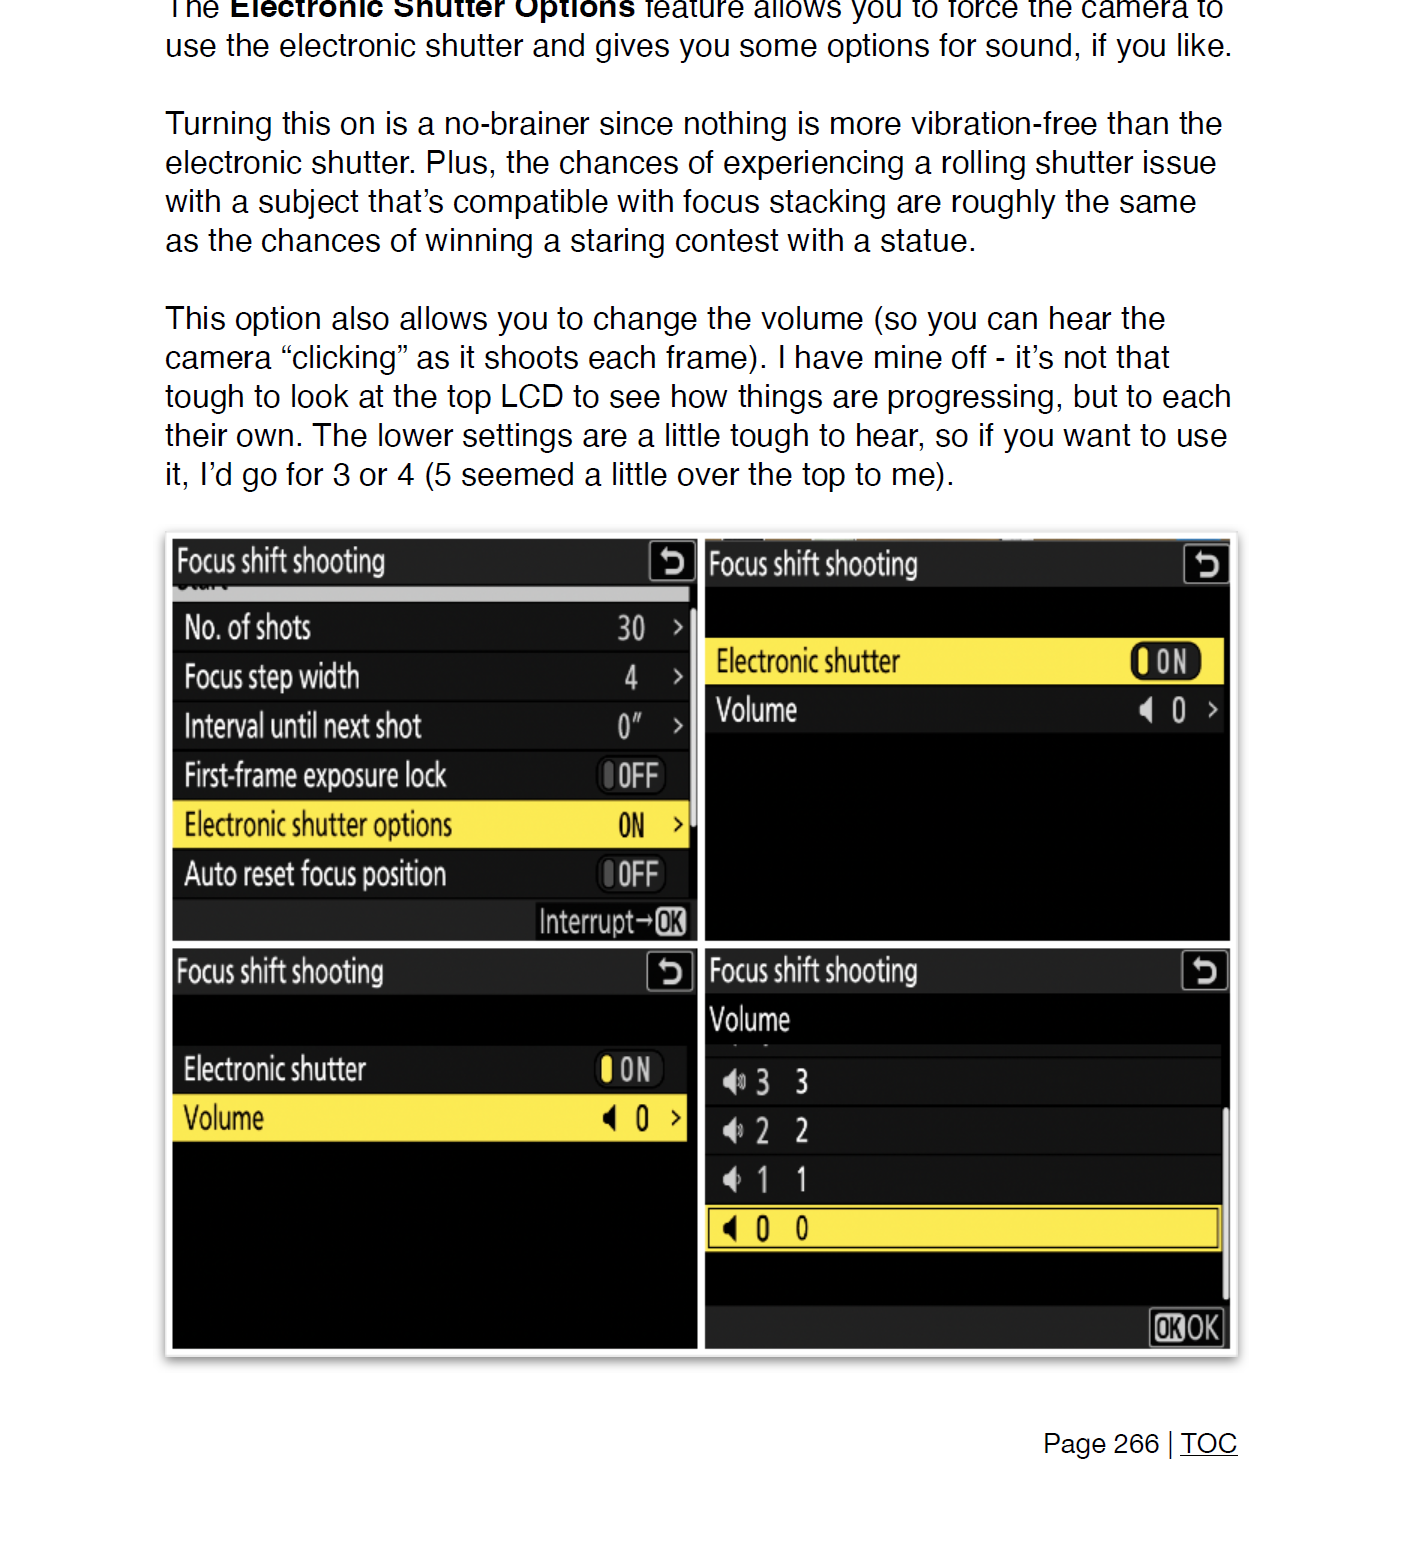 The Electronic Shutter Options feature allows you to force the camera to
use the electronic shutter and gives you some options for sound, if you like.
Turning this on is a no-brainer since nothing is more vibration-free than the
electronic shutter. Plus, the chances of experiencing a rolling shutter issue
with a subject that’s compatible with focus stacking are roughly the same
as the chances of winning a staring contest with a statue.
This option also allows you to change the volume (so you can hear the
camera “clicking” as it shoots each frame). I have mine off - it’s not that
tough to look at the top LCD to see how things are progressing, but to each
their own. The lower settings are a little tough to hear, so if you want to use
it, I’d go for 3 or 4 (5 seemed a little over the top to me).
Focus shift shooting
No. of shots 30 >
Focus step width 4 >
Interval until next shot 0” >
First-frame exposure lock OFF
Electronic shutter options ON >
Auto reset focus position OFF
Interrupt→OK
Focus shift shooting
Electronic shutter ON
Volume 0 >
Focus shift shooting
Electronic shutter ON
Volume 0 >
Focus shift shooting
Volume
3 3
2 2
1 1
0 0
OK OK
Page 266 | TOC